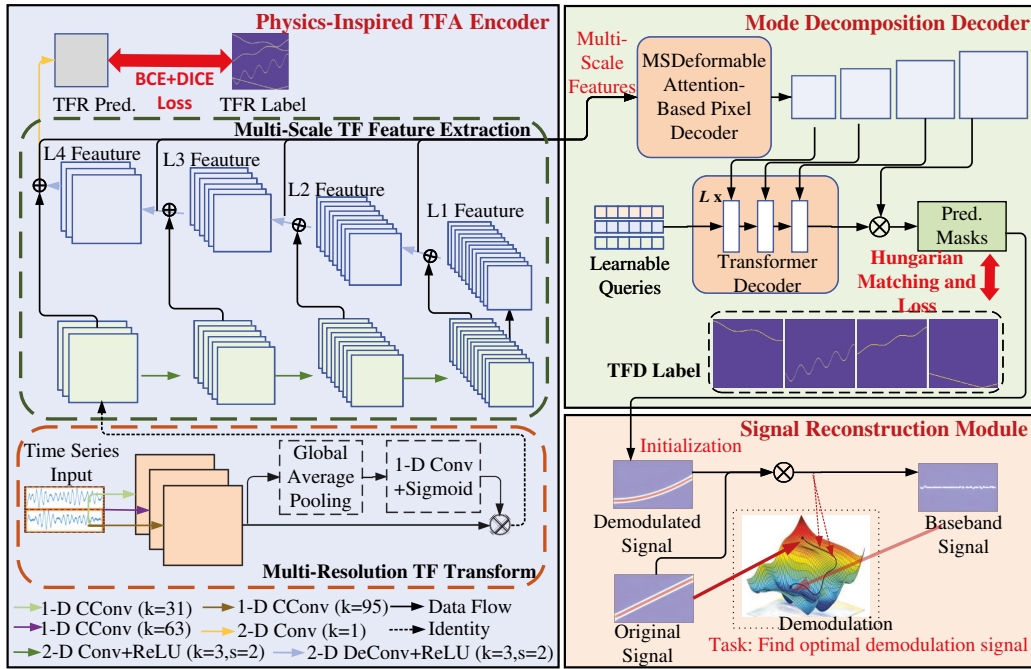 Physics-Inspired TFA Encoder
BCE+DICE
Loss
TFR Pred.
TFR Label
Multi-Scale TF Feature Extraction
L4 Feauture
L3 Feauture
L2 Feauture
L1 Feauture
Time Series
Input
Global
Average
Pooling
1-D Conv
+Sigmoid
Multi-Resolution TF Transform
1-D CConv (k=31)
1-D CConv (k=95)
Data Flow
1-D CConv (k=63)
2-D Conv (k=1)
Identity
2-D Conv+ReLU (k=3,s=2)
2-D DeConv+ReLU (k=3,s=2)
Mode Decomposition Decoder
Multi-
Scale
Features
MSDeformable
Attention-
Based Pixel
Decoder
L x
Learnable
Queries
Transformer
Decoder
Pred.
Masks
Hungarian
Matching and
Loss
TFD Label
Signal Reconstruction Module
Initialization
Demodulated
Signal
Baseband
Signal
Original
Signal
Demodulation
Task: Find optimal demodulation signal